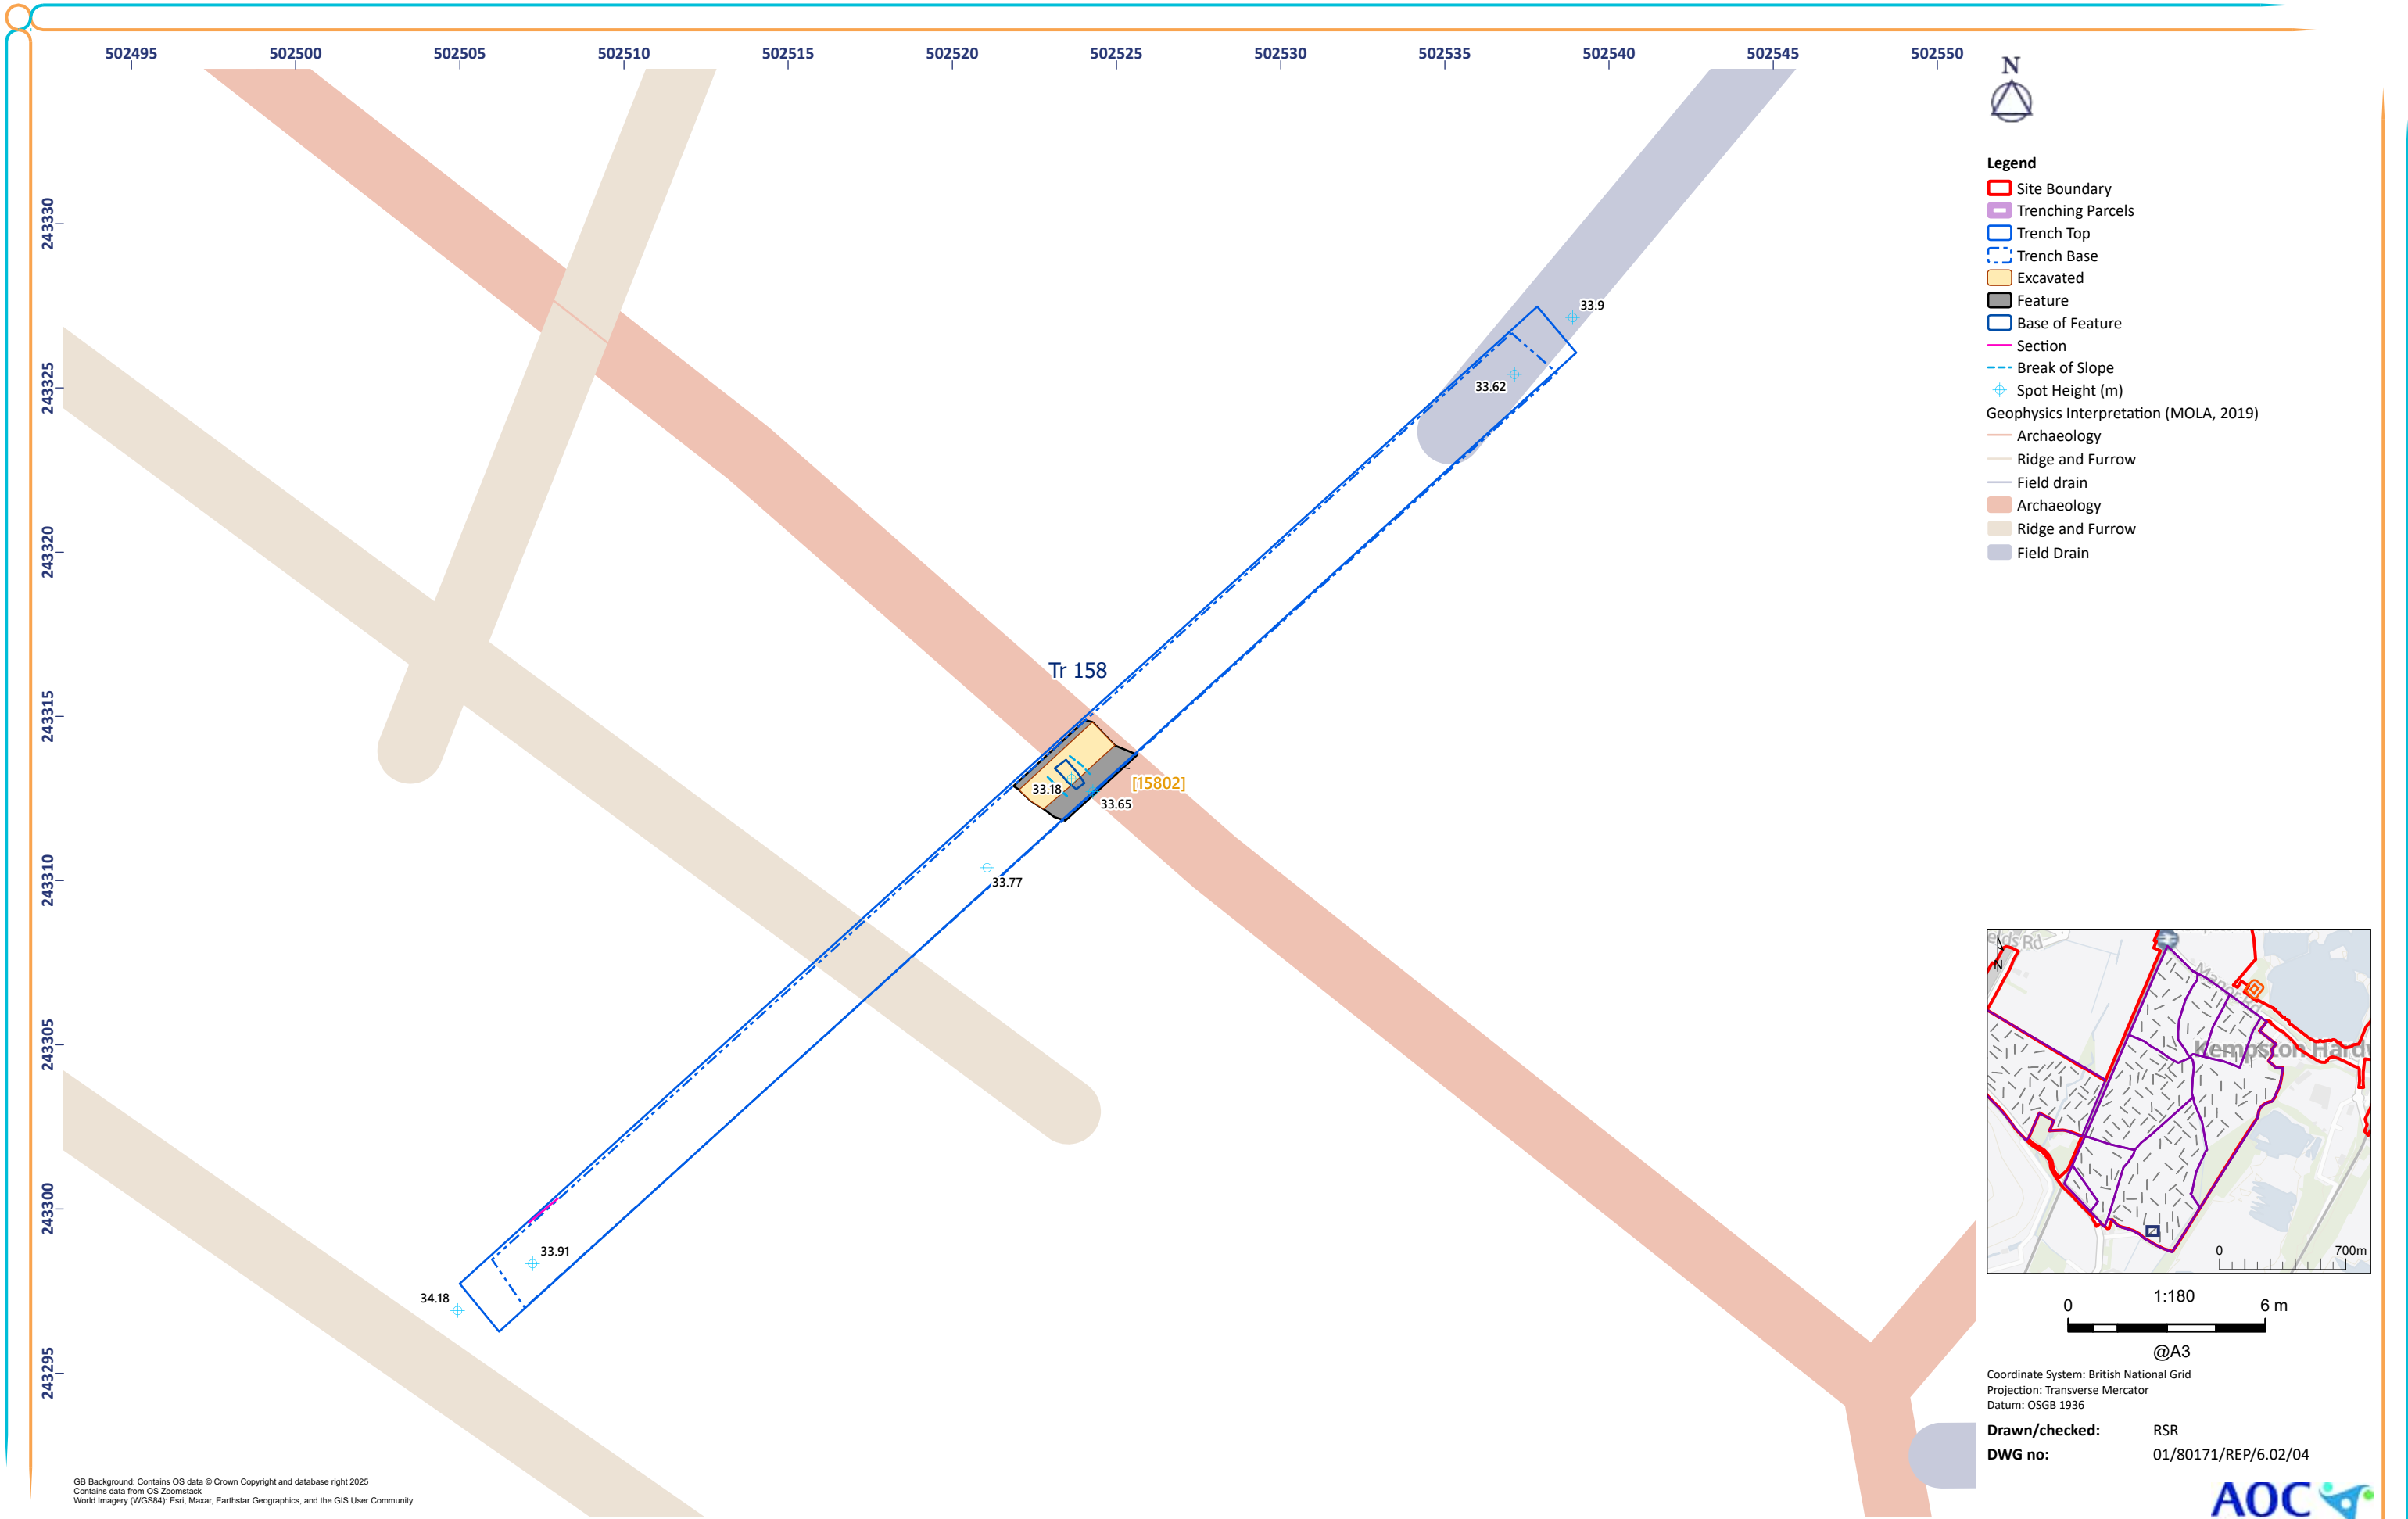 502495 502500 502505 502510 502515 502520 502525 502530 502535 502540 502545 502550
243330
243325
243320
243315
243310
243305
243300
243295
33.9
33.62
Tr 158
[15802]
33.18
33.65
33.77
33.91
34.18
N
Legend
Site Boundary
Trenching Parcels
Trench Top
Trench Base
Excavated
Feature
Base of Feature
Section
Break of Slope
Spot Height (m)
Geophysics Interpretation (MOLA, 2019)
Archaeology
Ridge and Furrow
Field drain
Archaeology
Ridge and Furrow
Field Drain
elds Rd
N
Manor Rd
Kempston Hardw
0 700m
1:180
0 6 m
@A3
Coordinate System: British National Grid
Projection: Transverse Mercator
Datum: OSGB 1936
Drawn/checked: RSR
DWG no: 01/80171/REP/6.02/04
AOC
GB Background: Contains OS data © Crown Copyright and database right 2025
Contains data from OS Zoomstack
World Imagery (WGS84): Esri, Maxar, Earthstar Geographics, and the GIS User Community